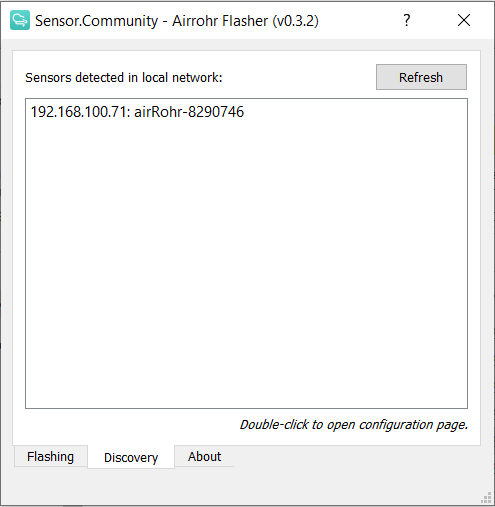 Sensor.Community - Airrohr Flasher (v0.3.2)
?
Sensors detected in local network:
Refresh
192.168.100.71: airRohr-8290746
Double-click to open configuration page.
Flashing
Discovery
About